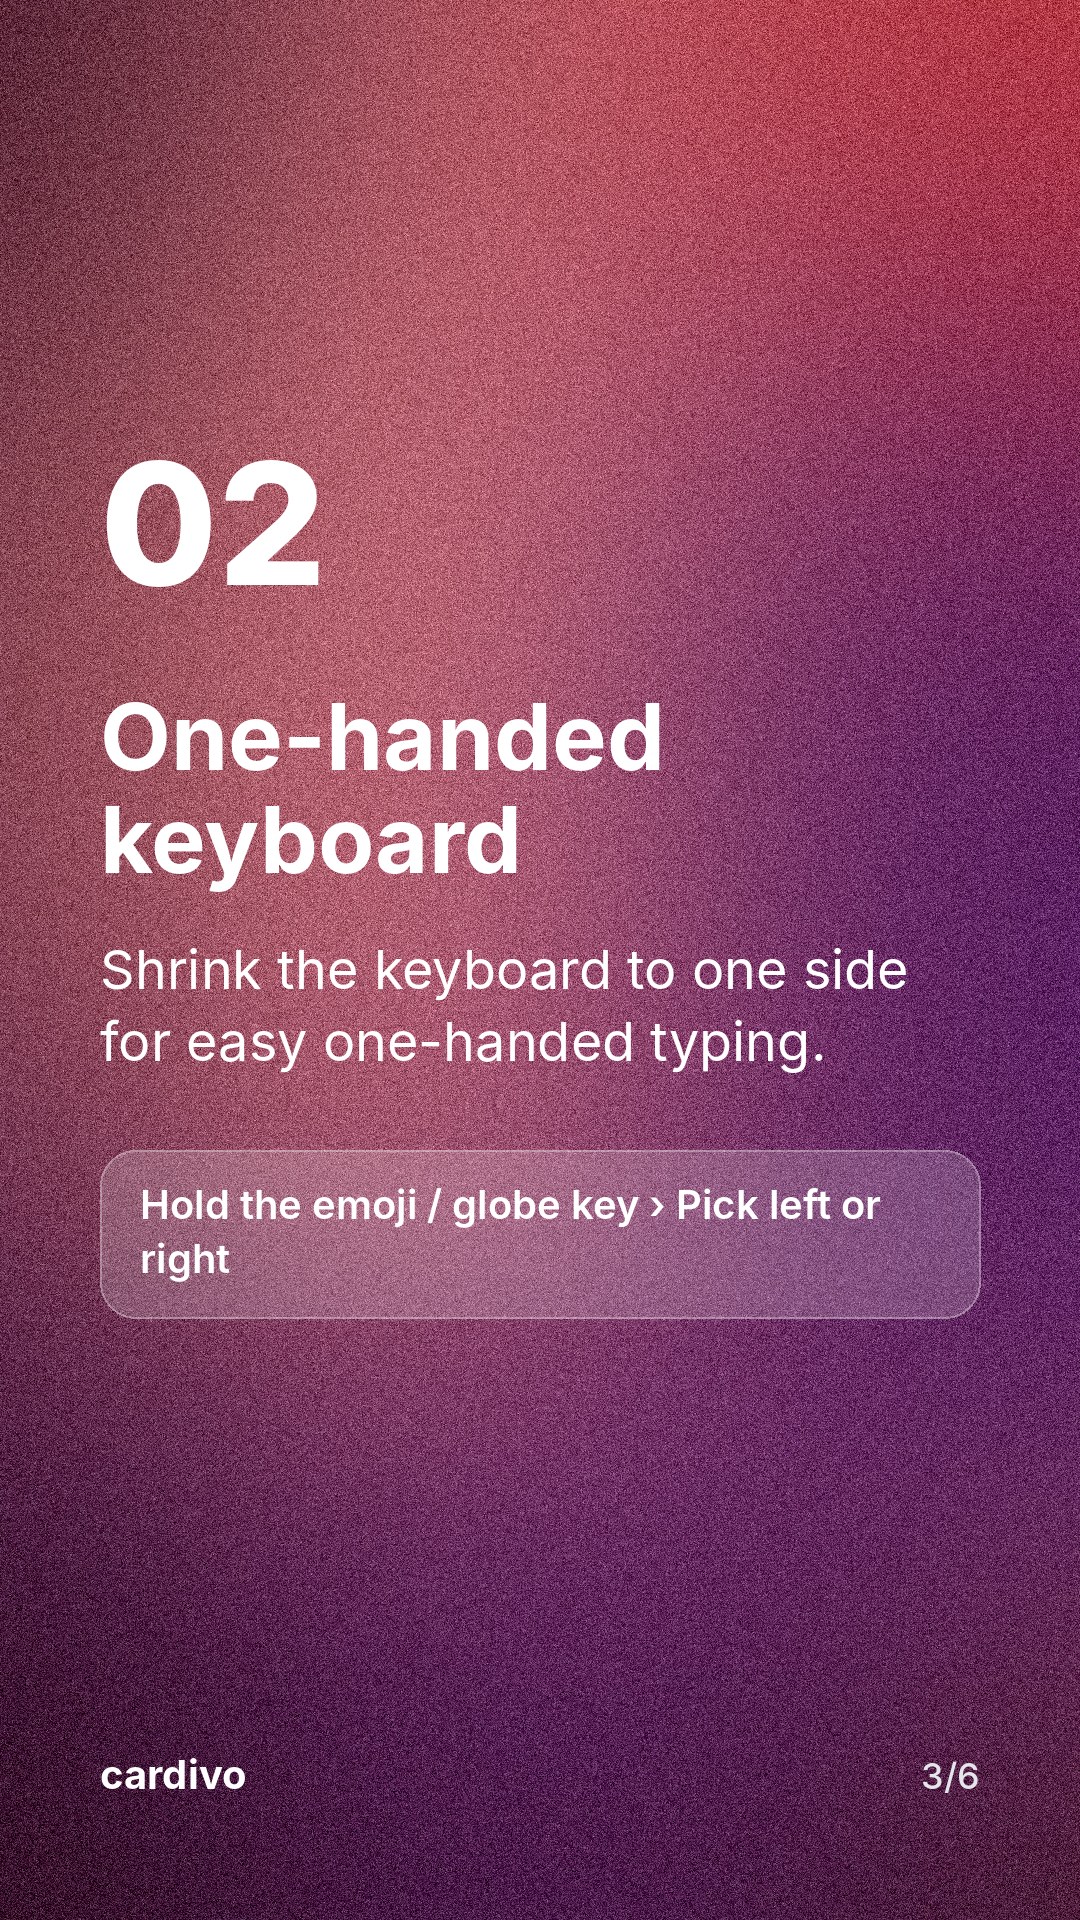 02
One-handed
keyboard
Shrink the keyboard to one side
for easy one-handed typing.
Hold the emoji / globe key › Pick left or
right
cardivo
3/6